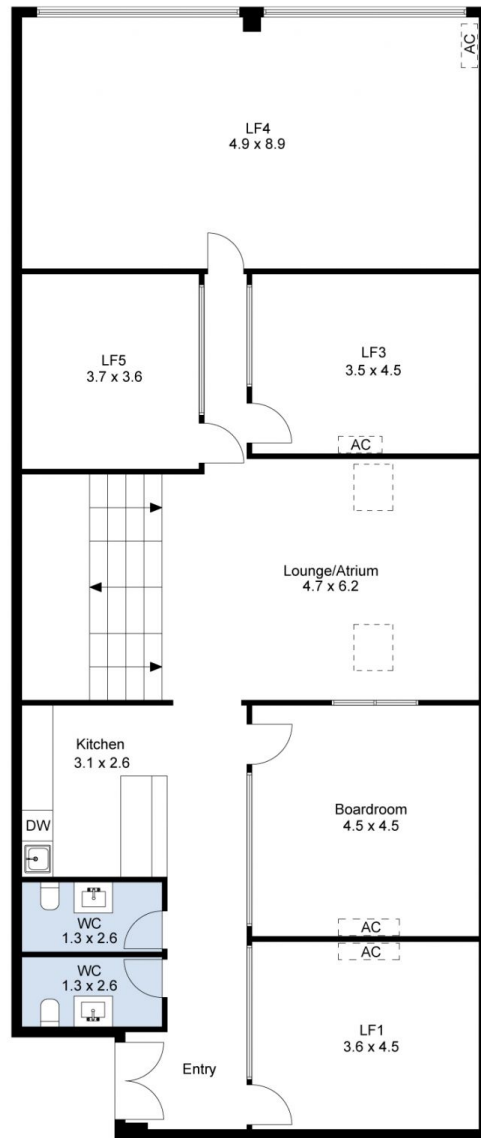 AC
LF4
4.9 x 8.9
LF5
3.7 x 3.6
LF3
3.5 x 4.5
AC
Lounge/Atrium
4.7 x 6.2
Kitchen
3.1 x 2.6
DW
Boardroom
4.5 x 4.5
AC
WC
1.3 x 2.6
AC
WC
1.3 x 2.6
LF1
3.6 x 4.5
Entry